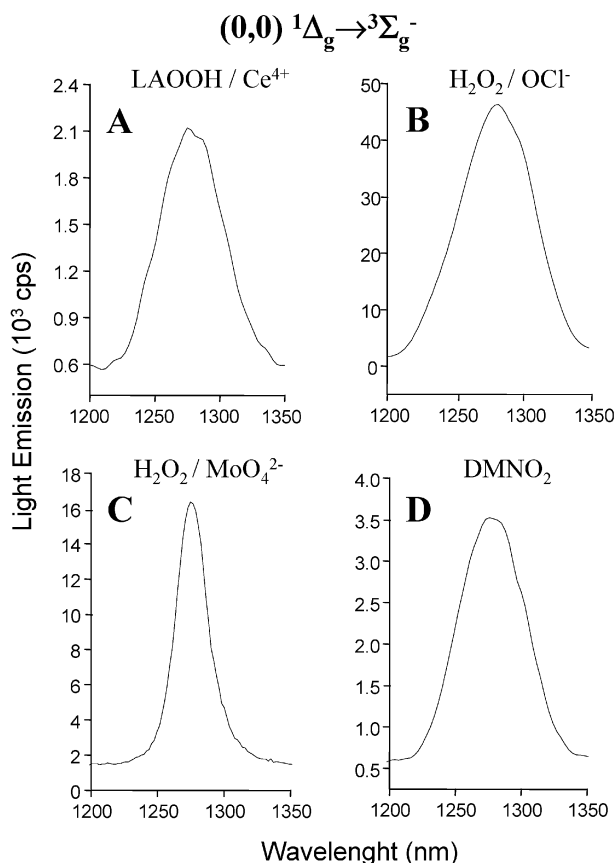 (0,0) ¹Δg→³Σg⁻
LAOOH / Ce⁴⁺
A
2.4
2.1
1.8
1.5
1.2
0.9
0.6
1200 1250 1300 1350
H₂O₂ / OCl⁻
B
50
40
30
20
10
0
1200 1250 1300 1350
Light Emission (10³ cps)
H₂O₂ / MoO₄²⁻
C
18
16
14
12
10
8
6
4
2
0
1200 1250 1300 1350
DMNO₂
D
4.0
3.5
3.0
2.5
2.0
1.5
1.0
0.5
1200 1250 1300 1350
Wavelenght (nm)